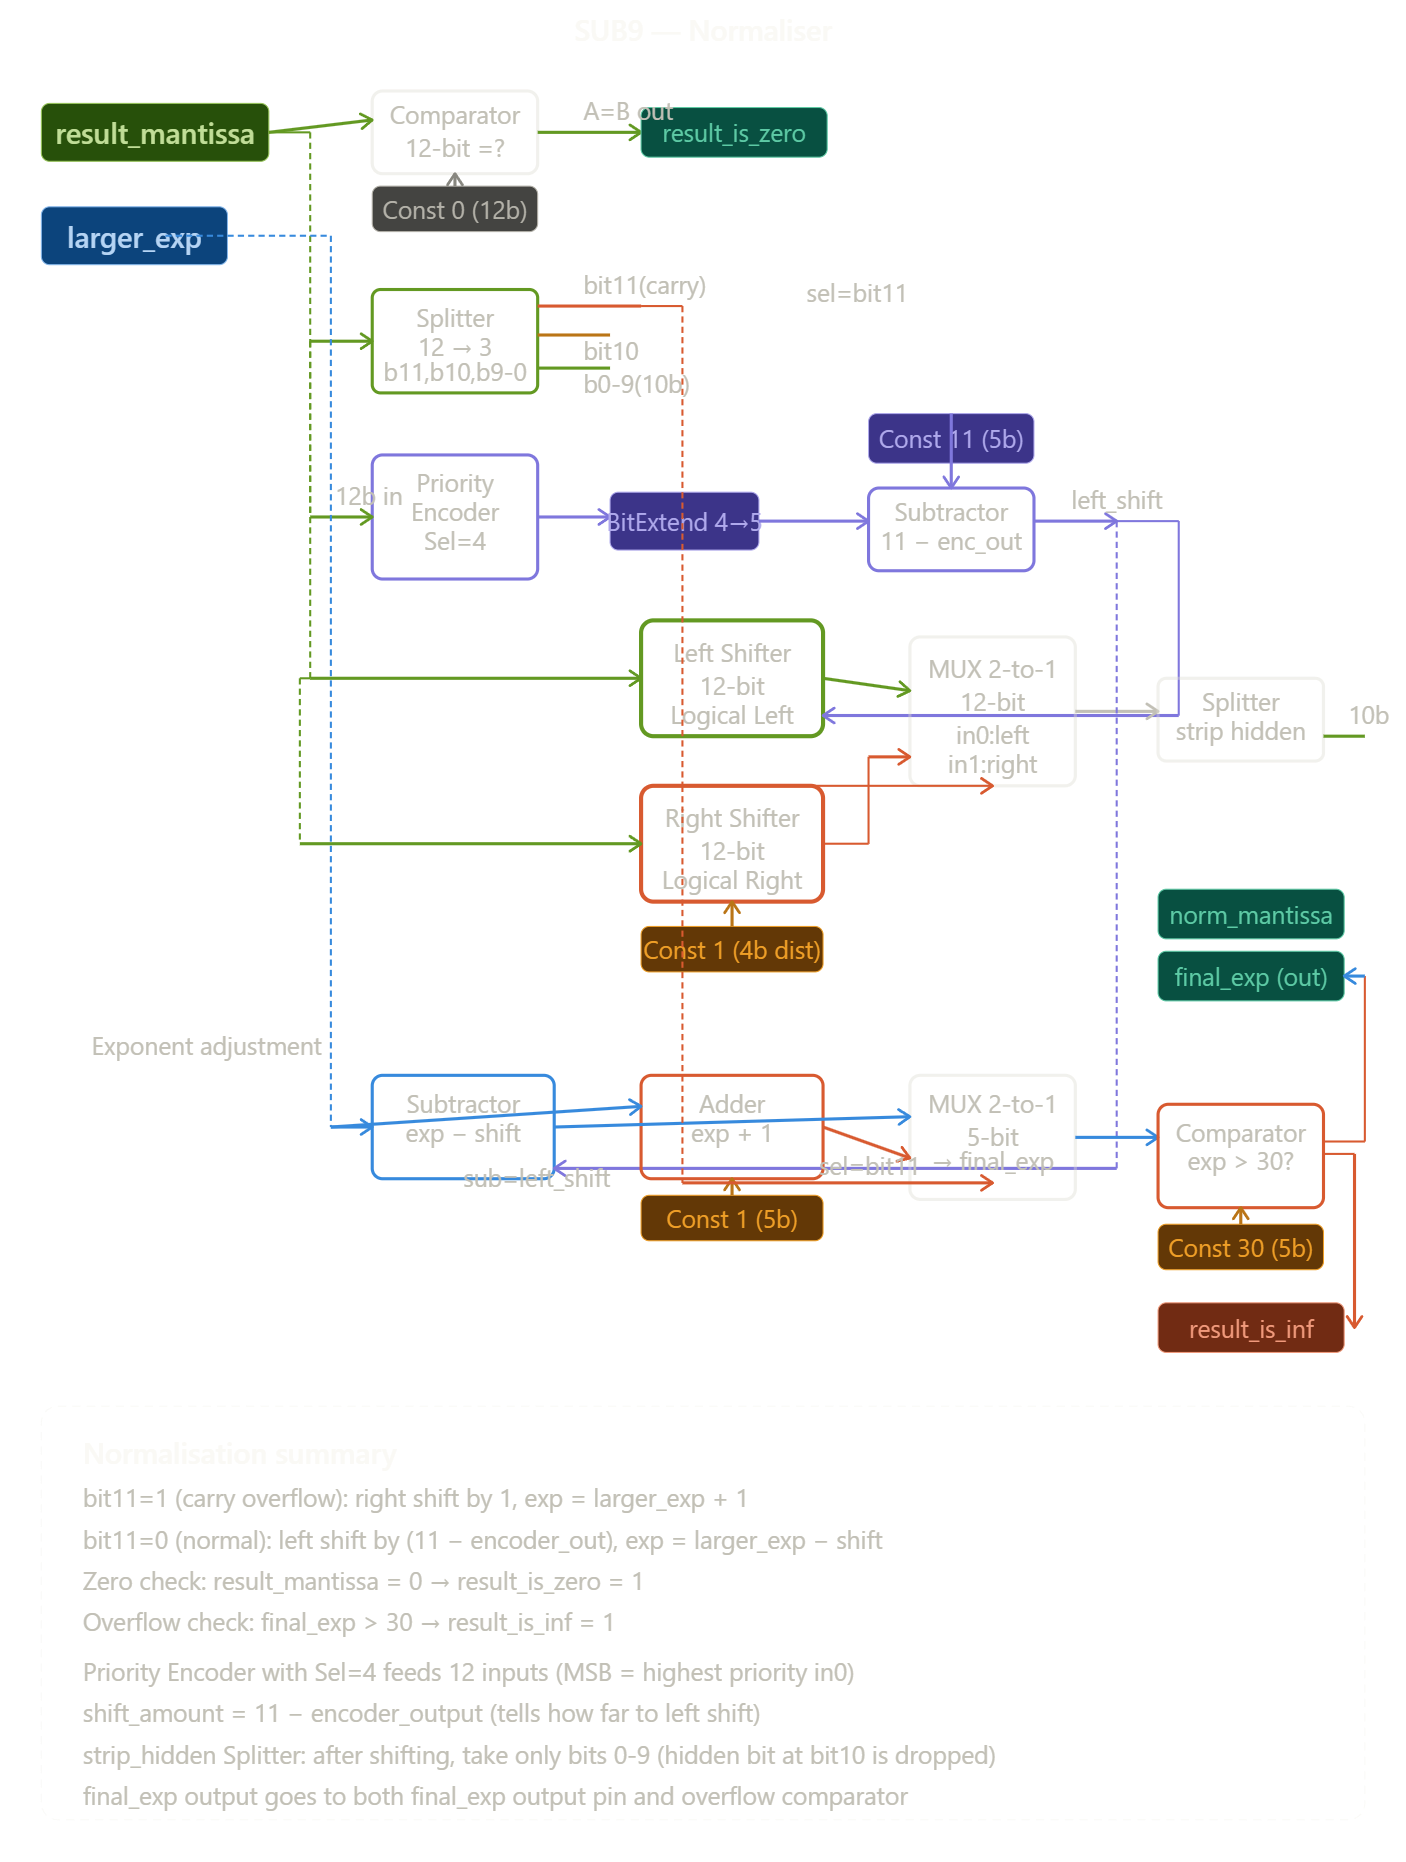 SUB9 — Normaliser
result_mantissa
Comparator
12-bit =?
A=B out
result_is_zero
Const 0 (12b)
larger_exp
Splitter
12 → 3
b11,b10,b9-0
bit11(carry)
bit10
b0-9(10b)
sel=bit11
12b in
Priority
Encoder
Sel=4
BitExtend 4→5
Const 11 (5b)
Subtractor
11 − enc_out
left_shift
Left Shifter
12-bit
Logical Left
MUX 2-to-1
12-bit
in0:left
in1:right
Splitter
strip hidden
10b
Right Shifter
12-bit
Logical Right
Const 1 (4b dist)
norm_mantissa
final_exp (out)
Exponent adjustment
Subtractor
exp − shift
sub=left_shift
Adder
exp + 1
Const 1 (5b)
sel=bit11
MUX 2-to-1
5-bit
→ final_exp
Comparator
exp > 30?
Const 30 (5b)
result_is_inf
Normalisation summary
bit11=1 (carry overflow): right shift by 1, exp = larger_exp + 1
bit11=0 (normal): left shift by (11 − encoder_out), exp = larger_exp − shift
Zero check: result_mantissa = 0 → result_is_zero = 1
Overflow check: final_exp > 30 → result_is_inf = 1
Priority Encoder with Sel=4 feeds 12 inputs (MSB = highest priority in0)
shift_amount = 11 − encoder_output (tells how far to left shift)
strip_hidden Splitter: after shifting, take only bits 0-9 (hidden bit at bit10 is dropped)
final_exp output goes to both final_exp output pin and overflow comparator